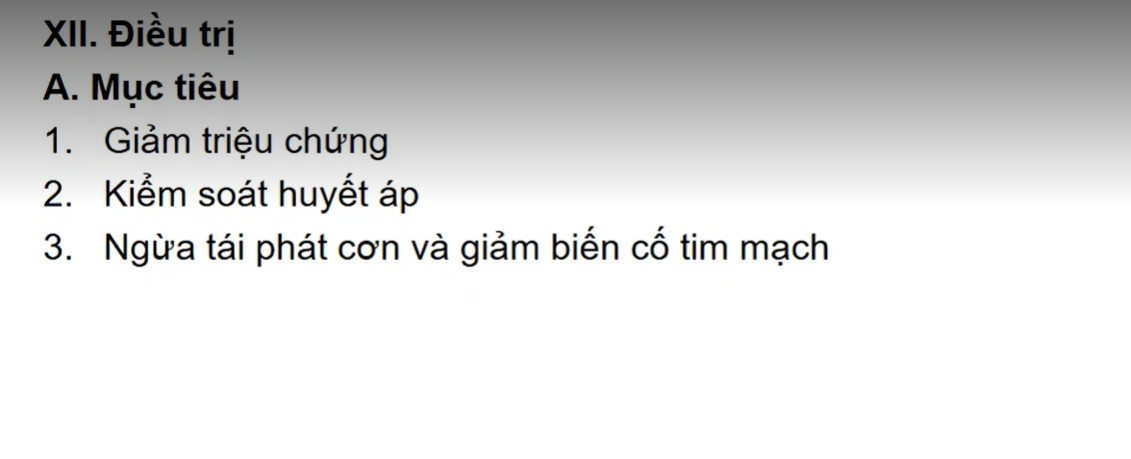 XII. Điều trị
A. Mục tiêu
1. Giảm triệu chứng
2. Kiểm soát huyết áp
3. Ngừa tái phát cơn và giảm biến cố tim mạch